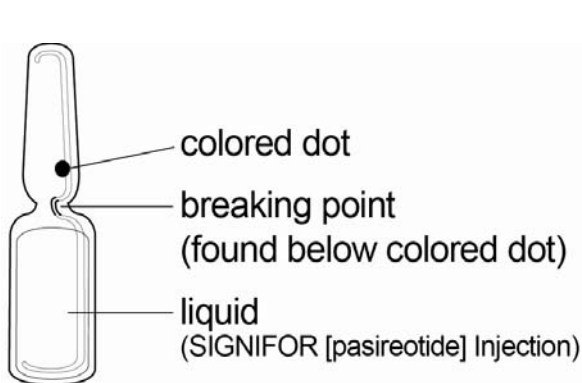 colored dot
breaking point
(found below colored dot)
liquid
(SIGNIFOR [pasireotide] Injection)